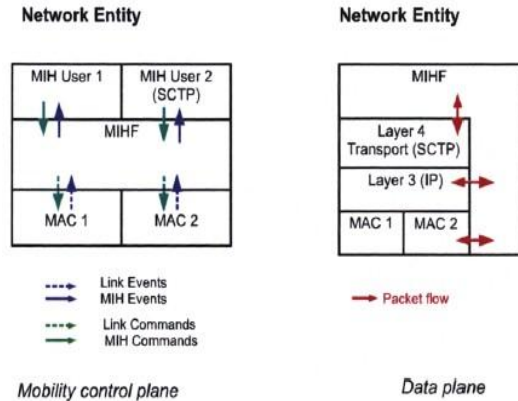 Network Entity
MIH User 1
MIH User 2
(SCTP)
MIHF
MAC 1
MAC 2
Link Events
MIH Events
Link Commands
MIH Commands
Mobility control plane
Network Entity
MIHF
Layer 4
Transport (SCTP)
Layer 3 (IP)
MAC 1
MAC 2
Packet flow
Data plane